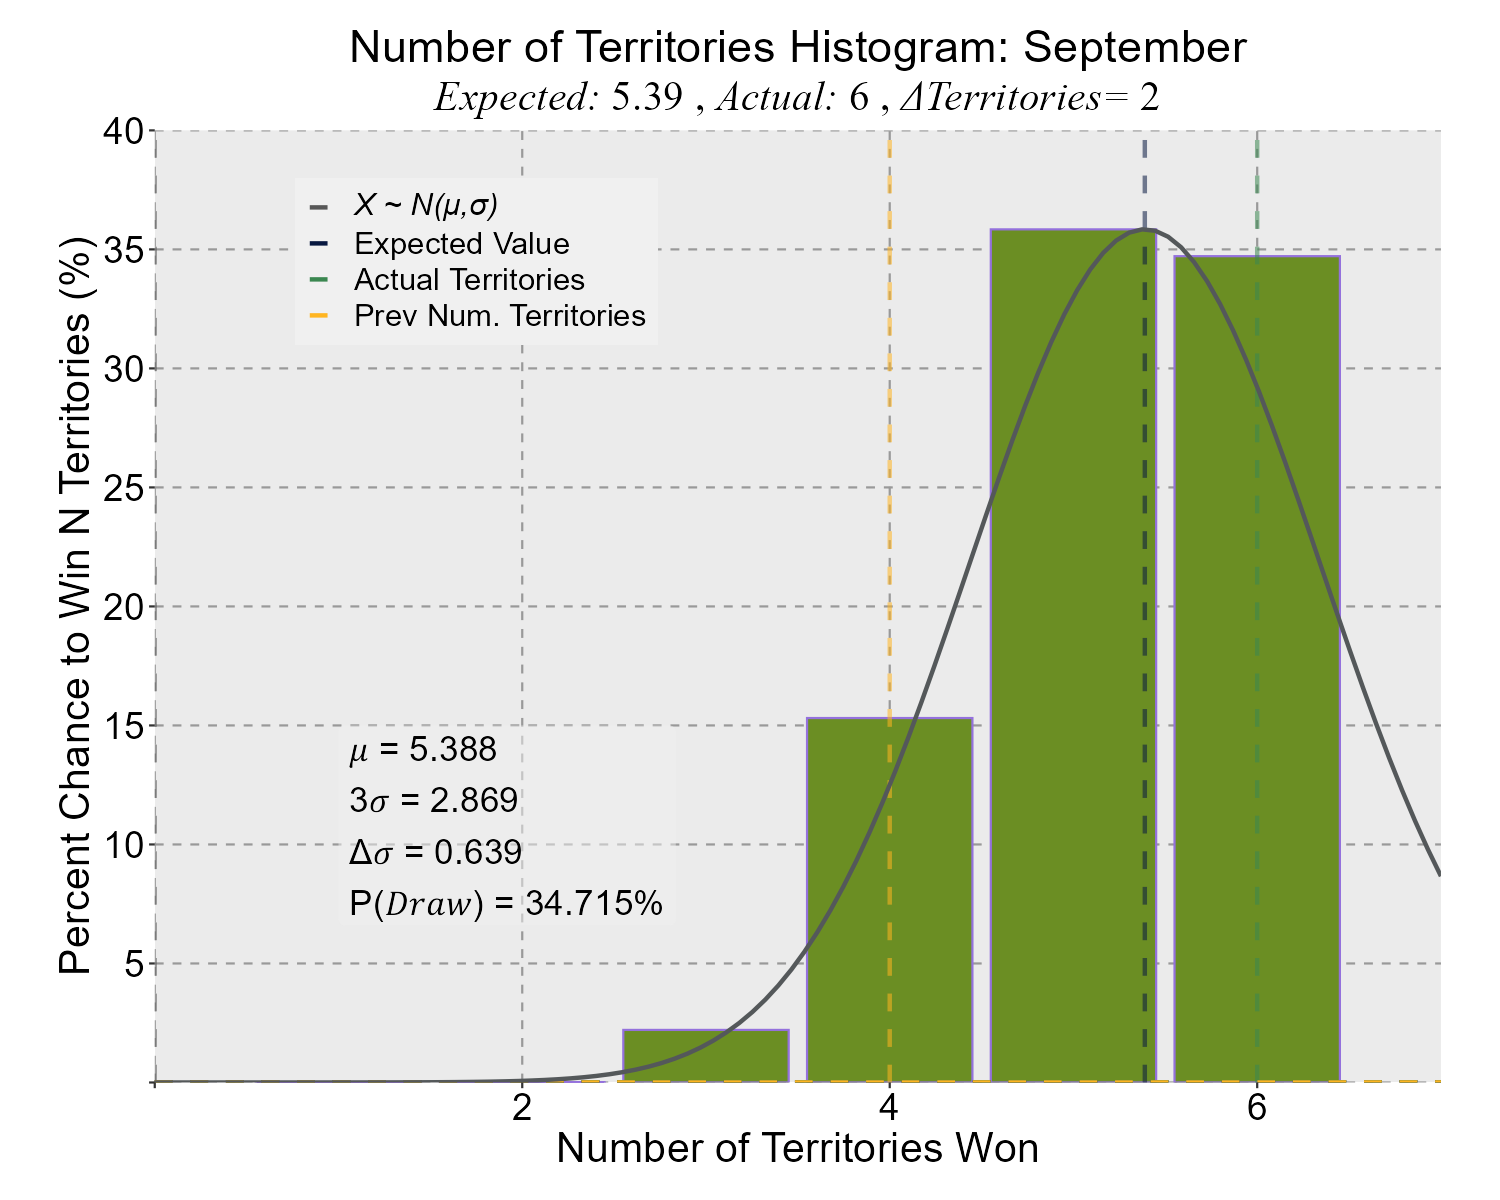 Number of Territories Histogram: September
Expected: 5.39 , Actual: 6 , ΔTerritories= 2
Percent Chance to Win N Territories (%)
40
35
30
25
20
15
10
5
X ~ N(μ,σ)
Expected Value
Actual Territories
Prev Num. Territories
μ = 5.388
3σ = 2.869
Δσ = 0.639
P(Draw) = 34.715%
2
4
6
Number of Territories Won